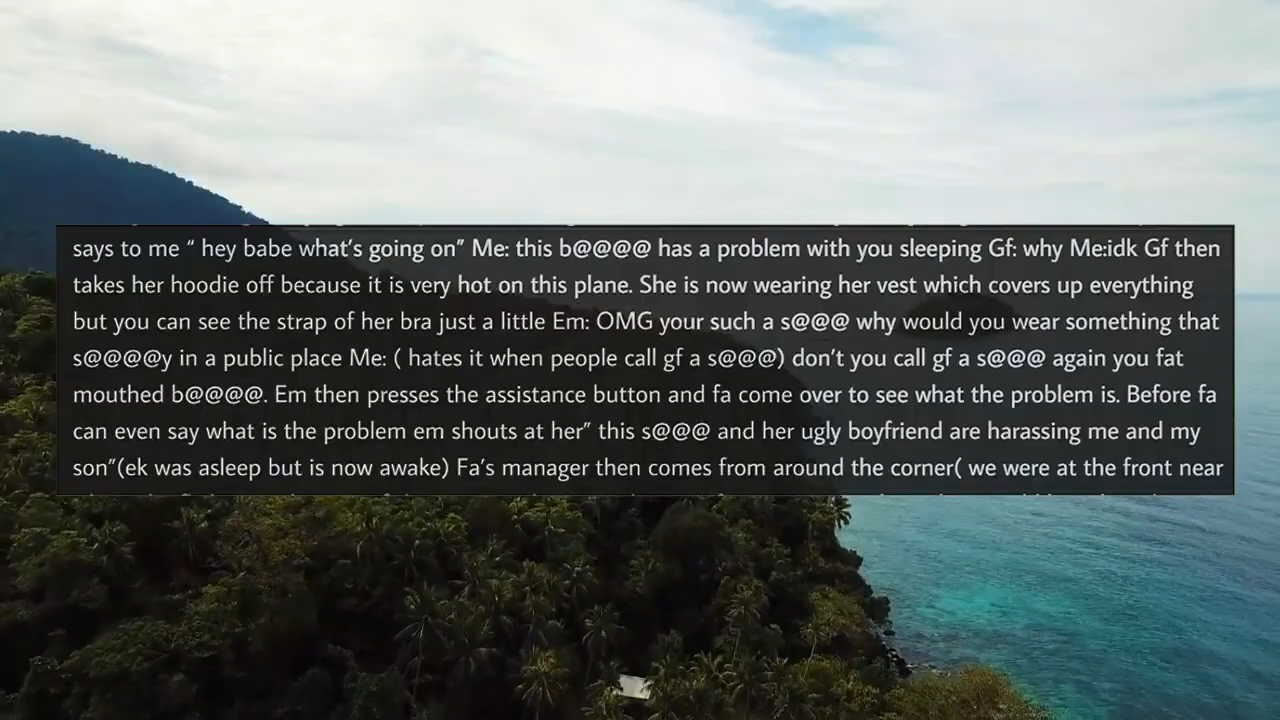 says to me “ hey babe what’s going on” Me: this b@@@@ has a problem with you sleeping Gf: why Me:idk Gf then
takes her hoodie off because it is very hot on this plane. She is now wearing her vest which covers up everything
but you can see the strap of her bra just a little Em: OMG your such a s@@@ why would you wear something that
s@@@@y in a public place Me: ( hates it when people call gf a s@@@) don’t you call gf a s@@@ again you fat
mouthed b@@@@. Em then presses the assistance button and fa come over to see what the problem is. Before fa
can even say what is the problem em shouts at her” this s@@@ and her ugly boyfriend are harassing me and my
son”(ek was asleep but is now awake) Fa’s manager then comes from around the corner( we were at the front near